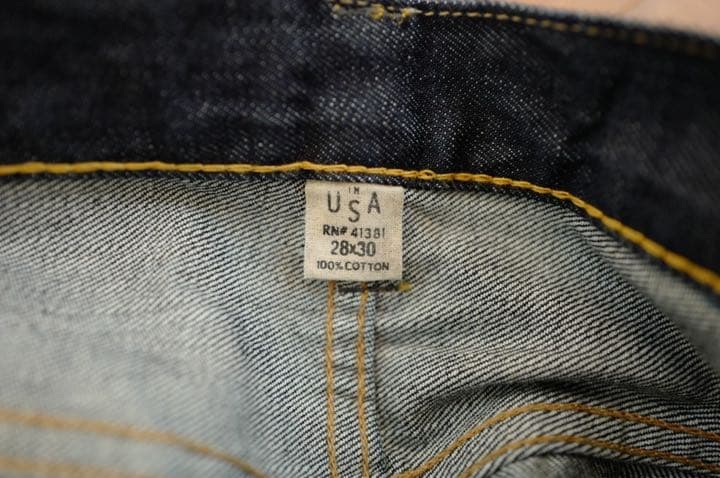 IN
USA
RN# 41381
28x30
100% COTTON